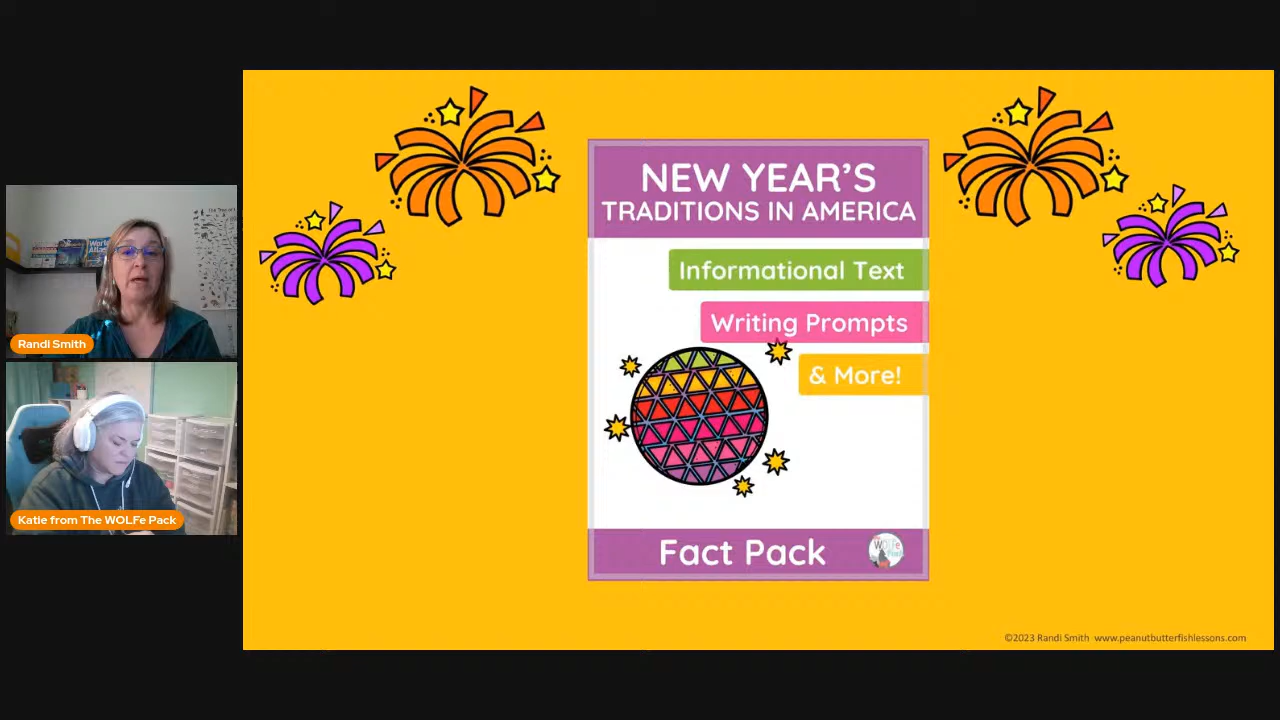 Randi Smith
Katie from The WOLFe Pack
NEW YEAR'S
TRADITIONS IN AMERICA
Informational Text
Writing Prompts
& More!
Fact Pack
WOLFe
©2023 Randi Smith www.peanutbutterfishlessons.com